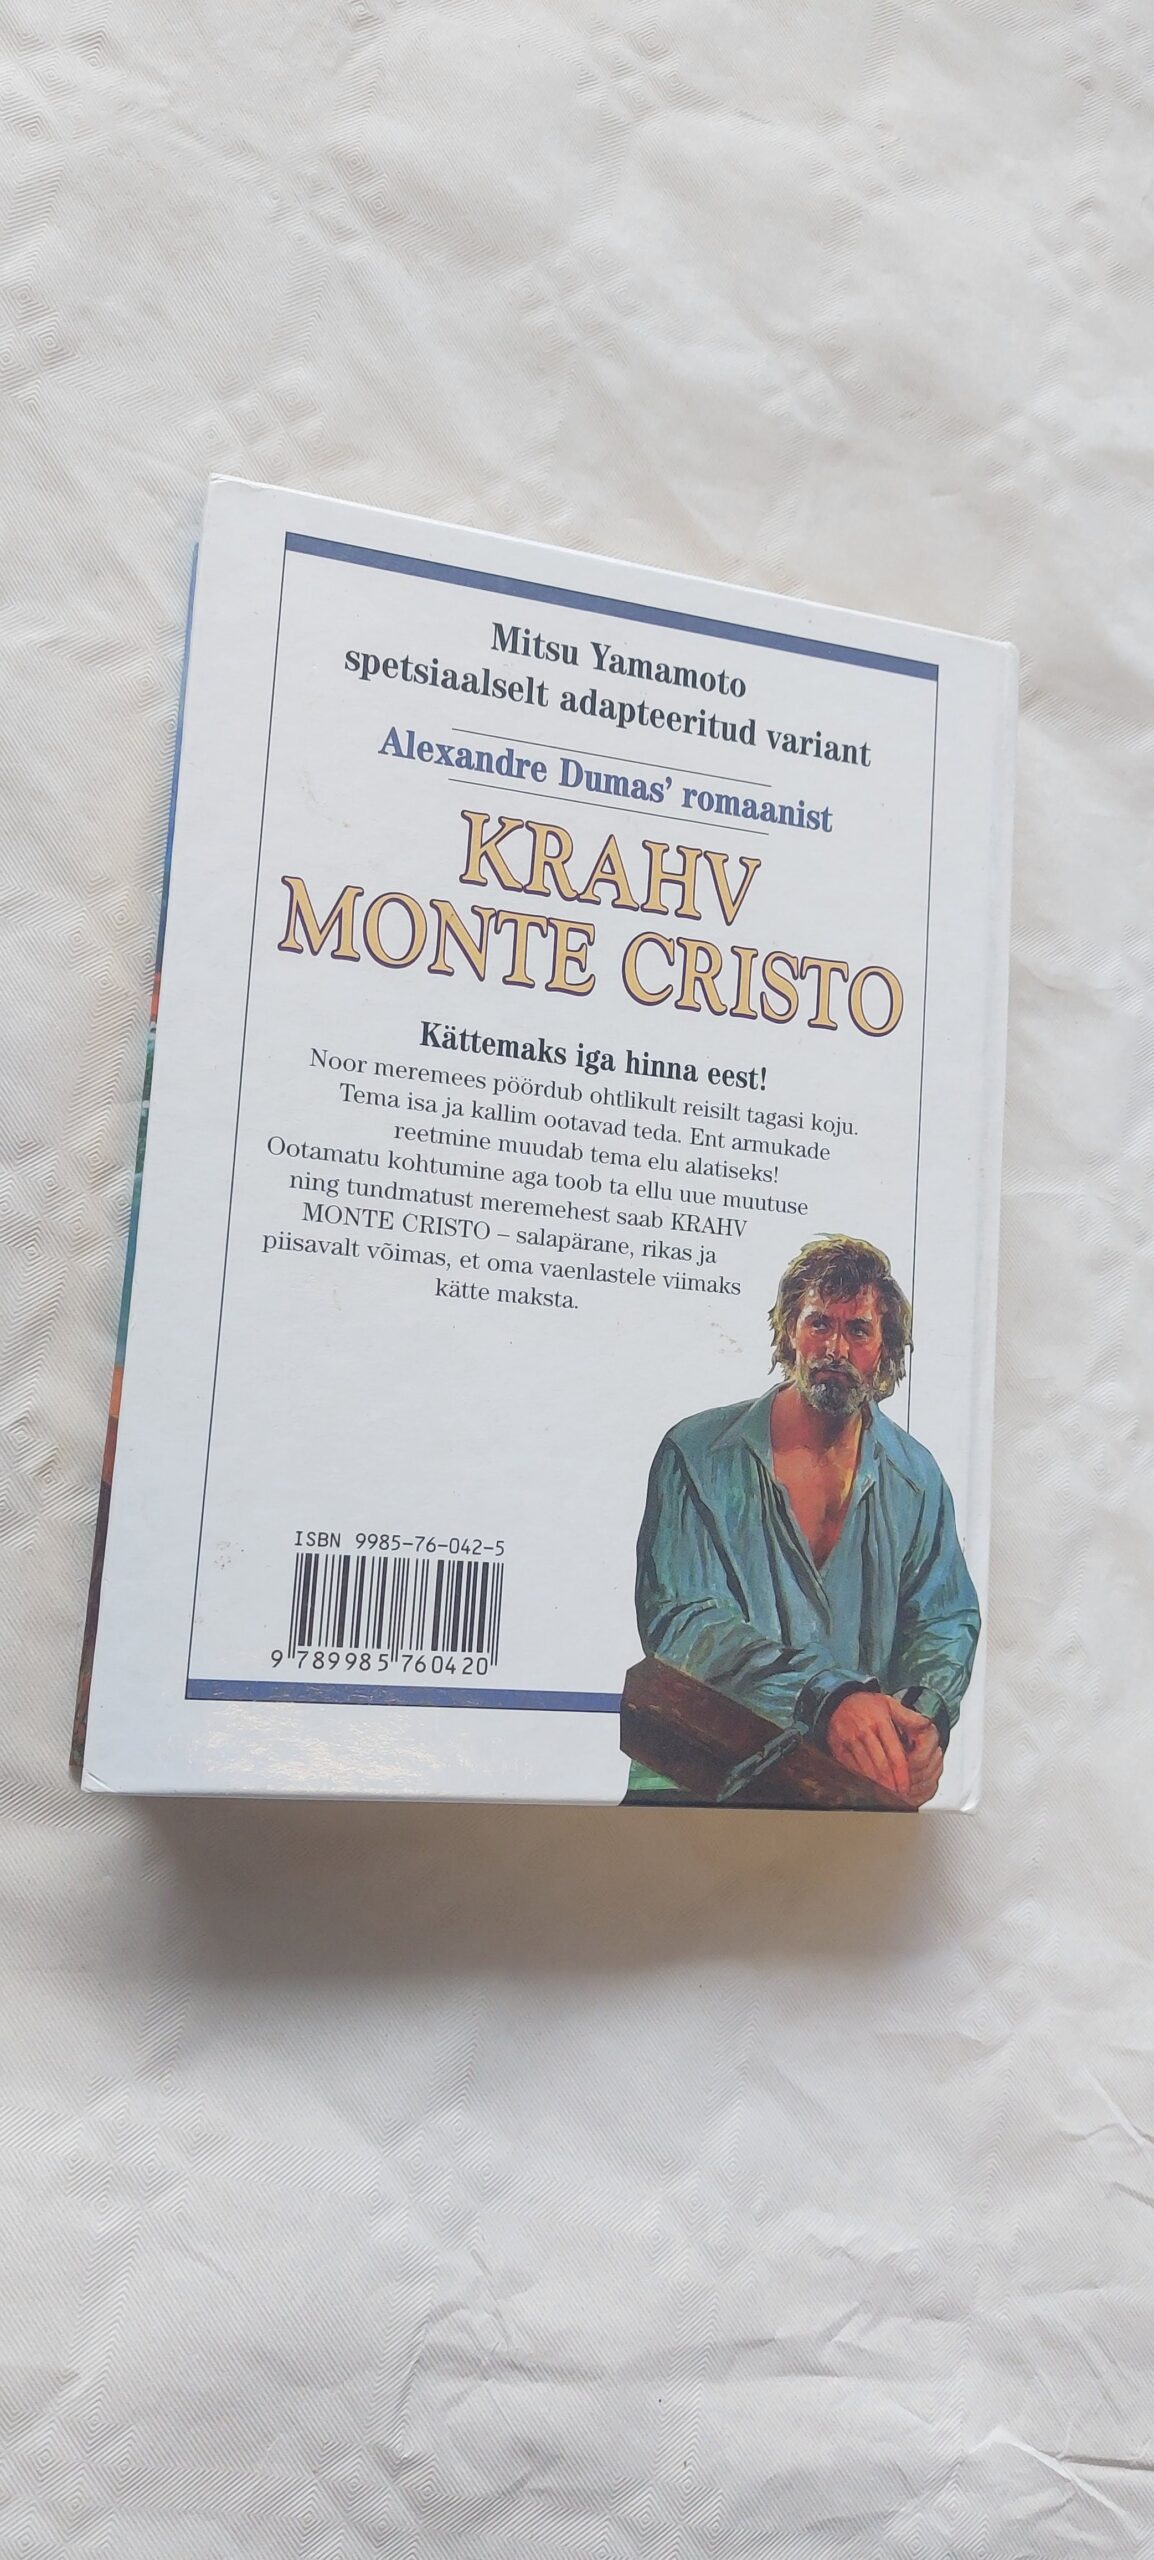 Mitsu Yamamoto
spetsiaalselt adapteeritud variant
Alexandre Dumas’ romaanist
KRAHV
MONTE CRISTO
Kättemaks iga hinna eest!
Noor meremees pöördub ohtlikult reisilt tagasi koju.
Tema isa ja kallim ootavad teda. Ent armukade
reetmine muudab tema elu alatiseks!
Ootamatu kohtumine aga toob ta ellu uue muutuse
ning tundmatust meremehest saab KRAHV
MONTE CRISTO – salapärane, rikas ja
piisavalt võimas, et oma vaenlastele viimaks
kätte maksta.
ISBN 9985-76-042-5
9 789985 760420